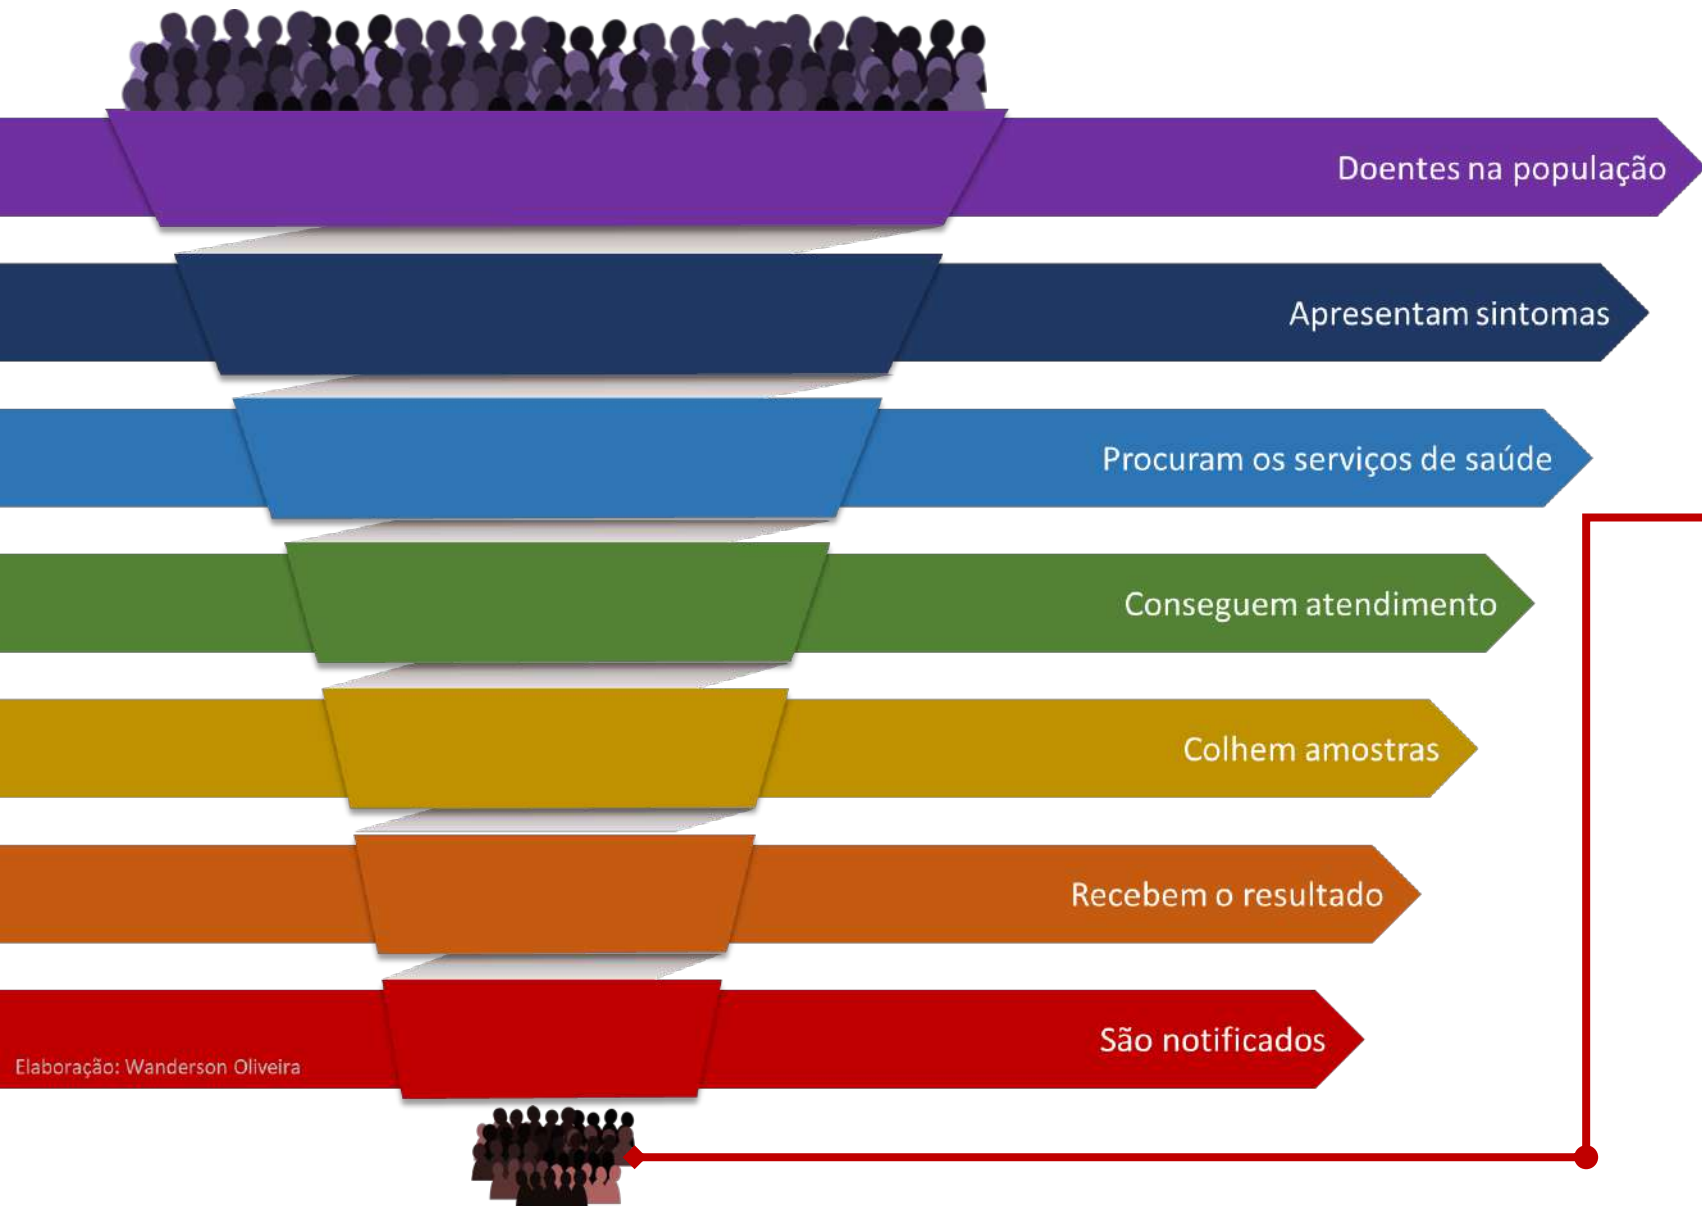 Doentes na população
Apresentam sintomas
Procuram os serviços de saúde
Conseguem atendimento
Colhem amostras
Recebem o resultado
São notificados
Elaboração: Wanderson Oliveira